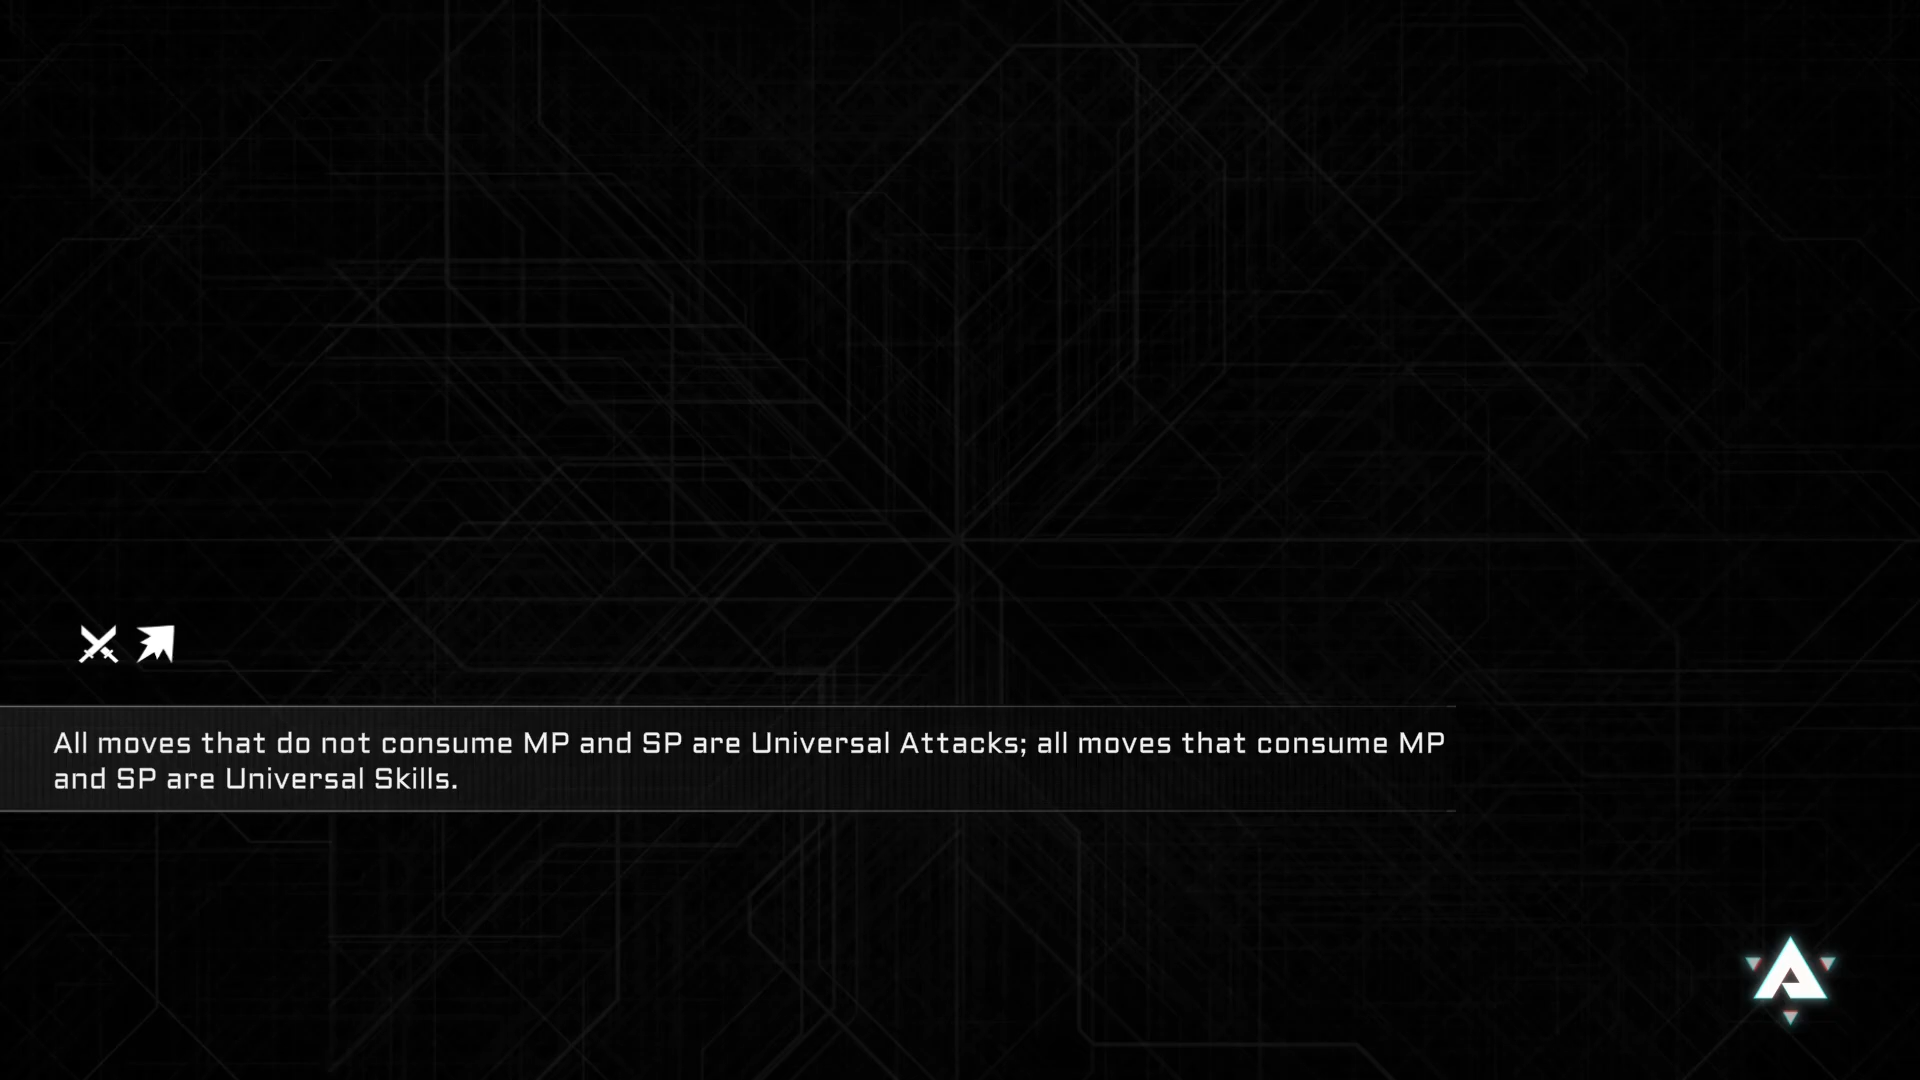 All moves that do not consume MP and SP are Universal Attacks; all moves that consume MP
and SP are Universal Skills.